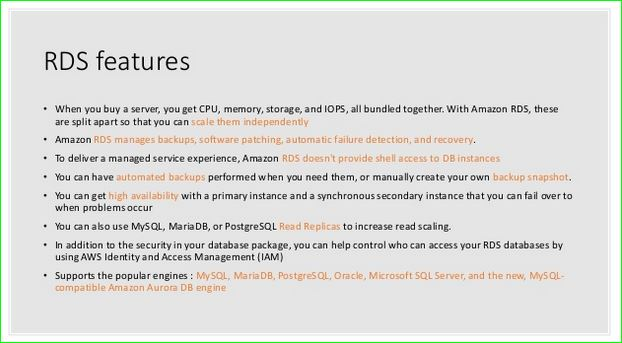 RDS features
• When you buy a server, you get CPU, memory, storage, and IOPS, all bundled together. With Amazon RDS, these
are split apart so that you can scale them independently
• Amazon RDS manages backups, software patching, automatic failure detection, and recovery.
• To deliver a managed service experience, Amazon RDS doesn't provide shell access to DB instances
• You can have automated backups performed when you need them, or manually create your own backup snapshot.
• You can get high availability with a primary instance and a synchronous secondary instance that you can fail over to
when problems occur
• You can also use MySQL, MariaDB, or PostgreSQL Read Replicas to increase read scaling.
• In addition to the security in your database package, you can help control who can access your RDS databases by
using AWS Identity and Access Management (IAM)
• Supports the popular engines : MySQL, MariaDB, PostgreSQL, Oracle, Microsoft SQL Server, and the new, MySQL-
compatible Amazon Aurora DB engine